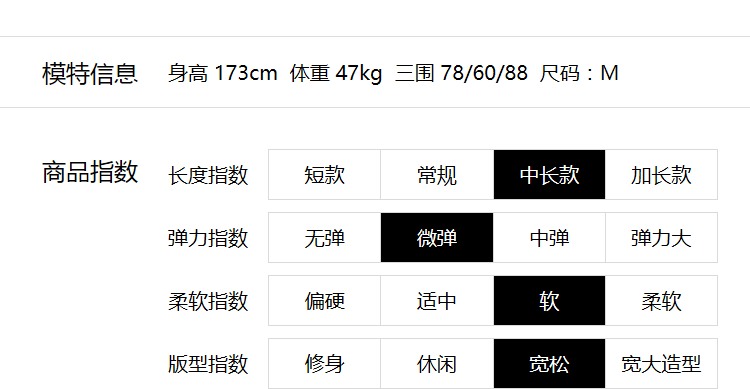 模特信息 身高 173cm 体重 47kg 三围 78/60/88 尺码：M
商品指数 长度指数 短款 常规 中长款 加长款
弹力指数 无弹 微弹 中弹 弹力大
柔软指数 偏硬 适中 软 柔软
版型指数 修身 休闲 宽松 宽大造型